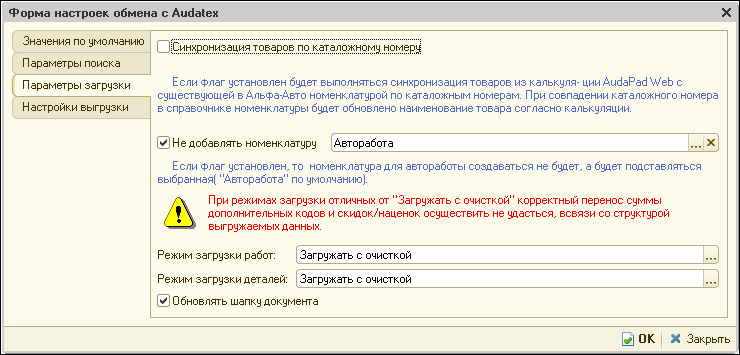 Форма настроек обмена с Audatex
Значения по умолчанию
Параметры поиска
Параметры загрузки
Настройки выгрузки
Синхронизация товаров по каталожному номеру
Если флаг установлен будет выполняться синхронизация товаров из калькуля- ции AudaPad Web с
существующей в Альфа-Авто номенклатурой по каталожным номерам. При совпадении каталожного номера
в справочнике номенклатуры будет обновлено наименование товара согласно калькуляции.
Не добавлять номенклатуру Авторабота ...
Если флаг установлен, то номенклатура для автоработы создаваться не будет, а будет подставляться
выбранная( "Авторабота" по умолчанию).
При режимах загрузки отличных от "Загружать с очисткой" корректный перенос суммы
дополнительных кодов и скидок/наценок осуществить не удасться, всвязи со структурой
выгружаемых данных.
Режим загрузки работ: Загружать с очисткой ...
Режим загрузки деталей: Загружать с очисткой ...
Обновлять шапку документа
OK Закрыть